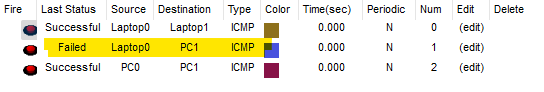 Fire Last Status Source Destination Type Color Time(sec) Periodic Num Edit Delete
Successful Laptop0 Laptop1 ICMP 0.000 N 0 (edit)
Failed Laptop0 PC1 ICMP 0.000 N 1 (edit)
Successful PC0 PC1 ICMP 0.000 N 2 (edit)